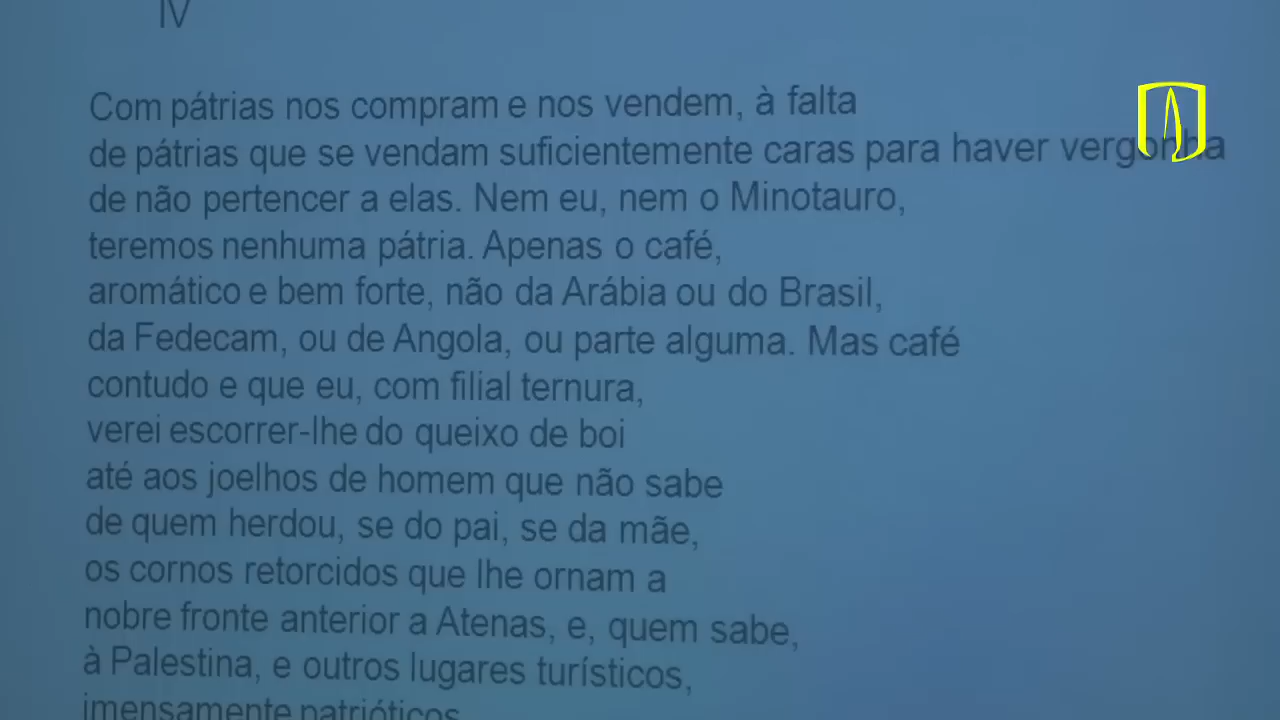 IV
Com pátrias nos compram e nos vendem, à falta
de pátrias que se vendam suficientemente caras para haver vergonha
de não pertencer a elas. Nem eu, nem o Minotauro,
teremos nenhuma pátria. Apenas o café,
aromático e bem forte, não da Arábia ou do Brasil,
da Fedecam, ou de Angola, ou parte alguma. Mas café
contudo e que eu, com filial ternura,
verei escorrer-lhe do queixo de boi
até aos joelhos de homem que não sabe
de quem herdou, se do pai, se da mãe,
os cornos retorcidos que lhe ornam a
nobre fronte anterior a Atenas, e, quem sabe,
à Palestina, e outros lugares turísticos,
imensamente patrióticos